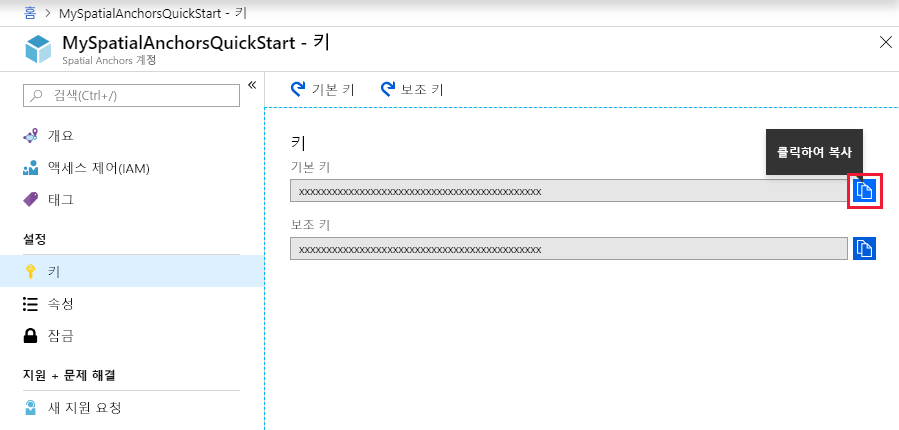 홈 > MySpatialAnchorsQuickStart - 키
MySpatialAnchorsQuickStart - 키
Spatial Anchors 계정
검색(Ctrl+/)
개요
액세스 제어(IAM)
태그
설정
키
속성
잠금
지원 + 문제 해결
새 지원 요청
기본 키 보조 키
키
클릭하여 복사
기본 키
xxxxxxxxxxxxxxxxxxxxxxxxxxxxxxxxxxxxxxxxxxxx
보조 키
xxxxxxxxxxxxxxxxxxxxxxxxxxxxxxxxxxxxxxxxxxxx